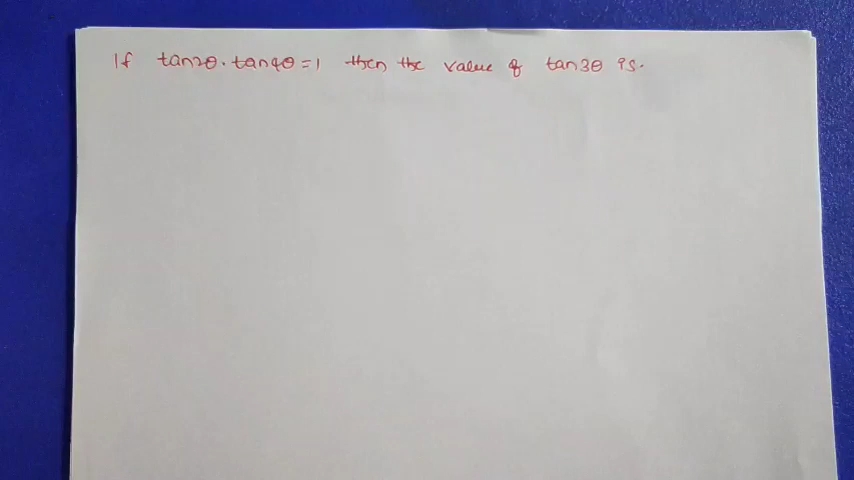 If tan2θ. tan4θ = 1 then the value of tan3θ is.